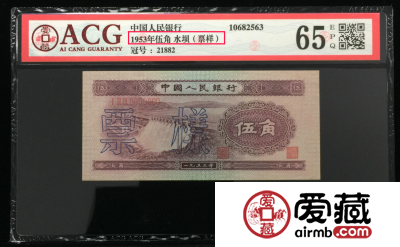 ACG
AI CANG GUARANTY
中国人民银行
10682563
1953年伍角 水坝（票样）
冠号：21882
65
EPQ
中國人民銀行
票樣
伍角
一九五三年
爱藏
airmb.com